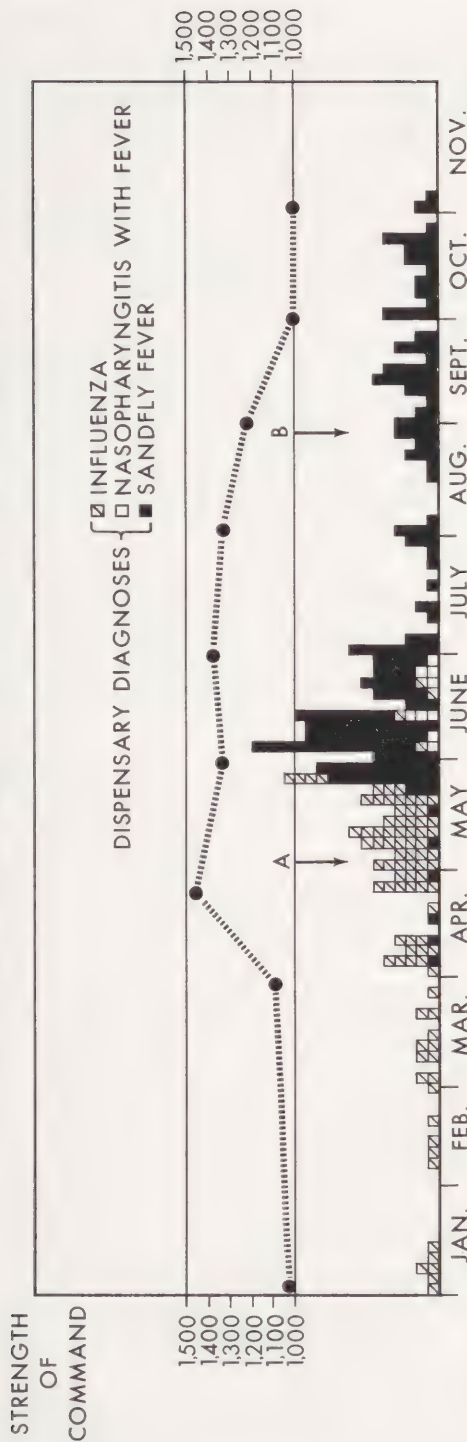 STRENGTH
OF
COMMAND
1,500
1,400
1,300
1,200
1,100
1,000
DISPENSARY DIAGNOSES
INFLUENZA
NASOPHARYNGITIS WITH FEVER
SANDFLY FEVER
A
B
1,500
1,400
1,300
1,200
1,100
1,000
JAN. FEB. MAR. APR. MAY JUNE JULY AUG. SEPT. OCT. NOV.